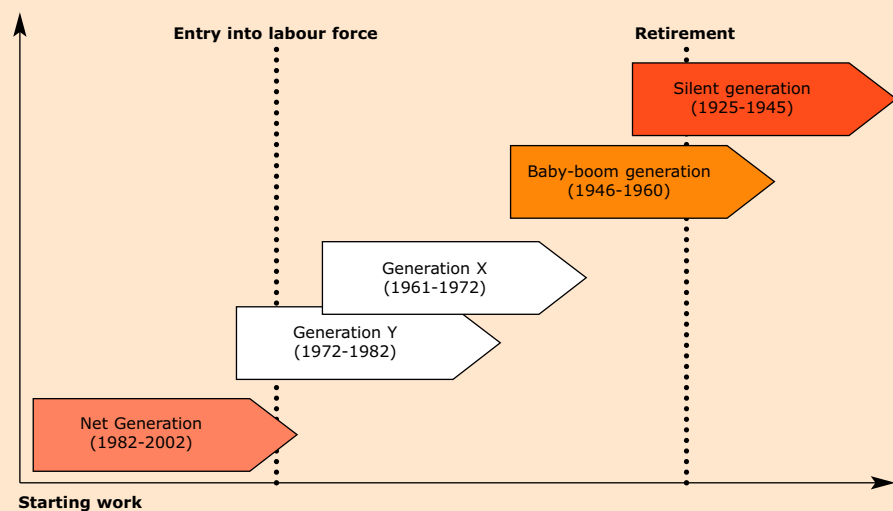 Entry into labour force
Retirement
Silent generation
(1925-1945)
Baby-boom generation
(1946-1960)
Generation X
(1961-1972)
Generation Y
(1972-1982)
Net Generation
(1982-2002)
Starting work